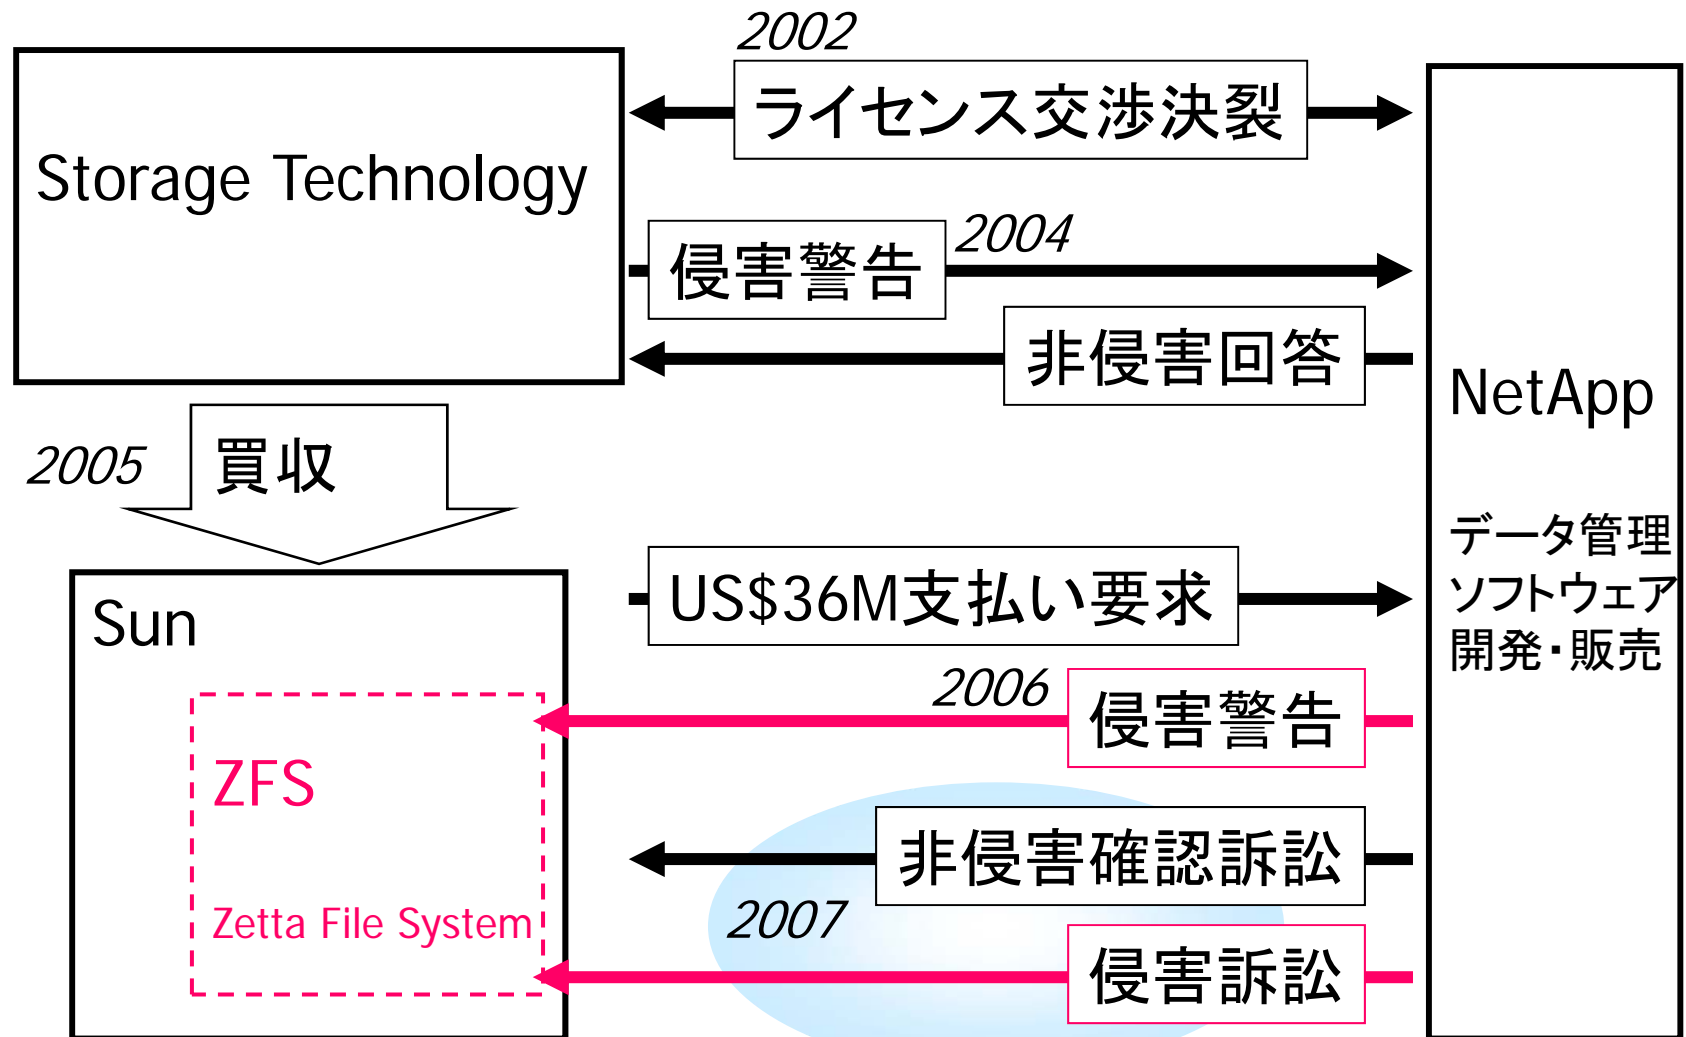 2002
ライセンス交渉決裂
Storage Technology
侵害警告
2004
非侵害回答
NetApp
データ管理
ソフトウェア
開発・販売
2005
買収
Sun
US$36M支払い要求
2006
侵害警告
ZFS
Zetta File System
非侵害確認訴訟
2007
侵害訴訟